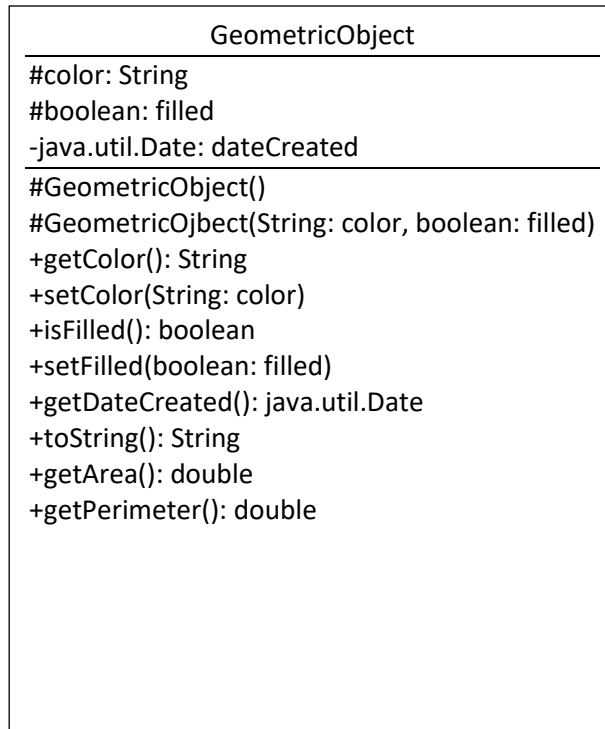 GeometricObject
#color: String
#boolean: filled
-java.util.Date: dateCreated
#GeometricObject()
#GeometricOjbect(String: color, boolean: filled)
+getColor(): String
+setColor(String: color)
+isFilled(): boolean
+setFilled(boolean: filled)
+getDateCreated(): java.util.Date
+toString(): String
+getArea(): double
+getPerimeter(): double